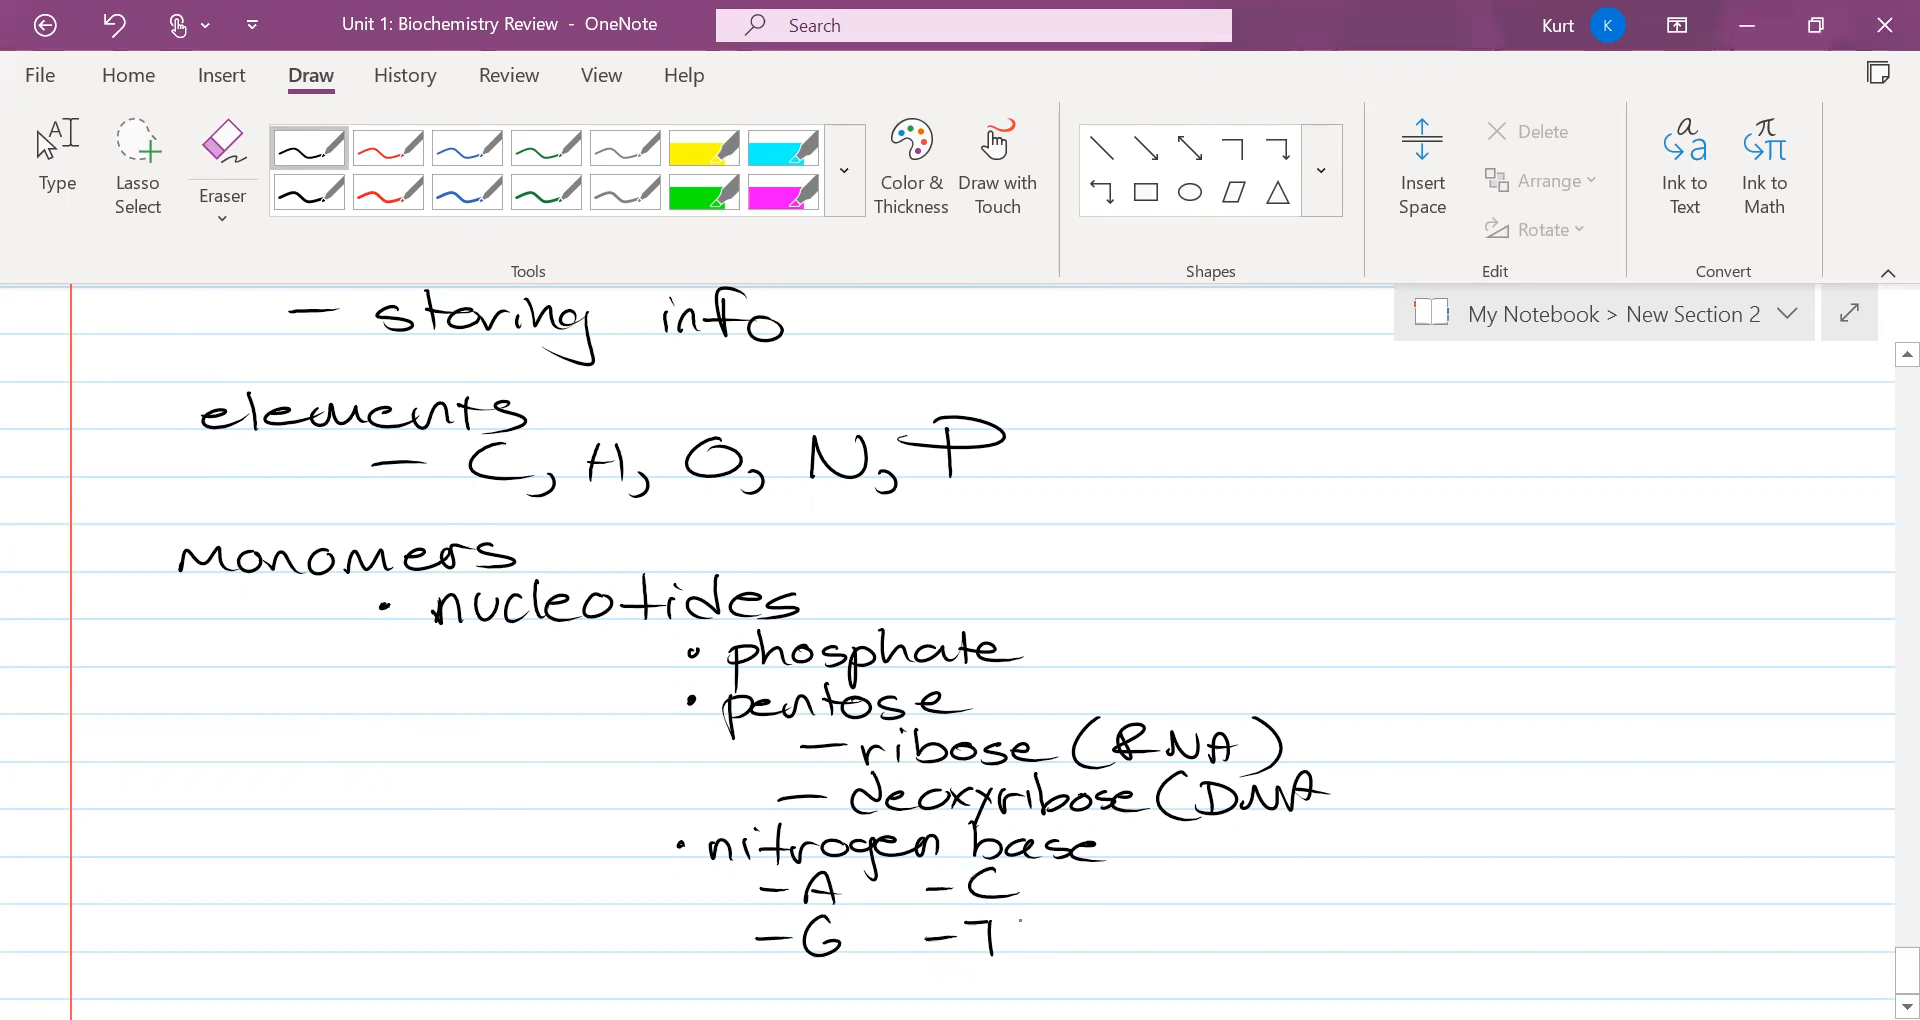 Unit 1: Biochemistry Review - OneNote
Search
Kurt K
File Home Insert Draw History Review View Help
Type
Lasso Select
Eraser
Color & Thickness
Draw with Touch
Insert Space
Delete
Arrange
Rotate
Ink to Text
Ink to Math
Tools
Shapes
Edit
Convert
My Notebook > New Section 2
- storing info
elements
- C, H, O, N, P
monomers
• nucleotides
• phosphate
• pentose
- ribose (RNA)
- deoxyribose (DNA
• nitrogen base
- A - C
- G - T